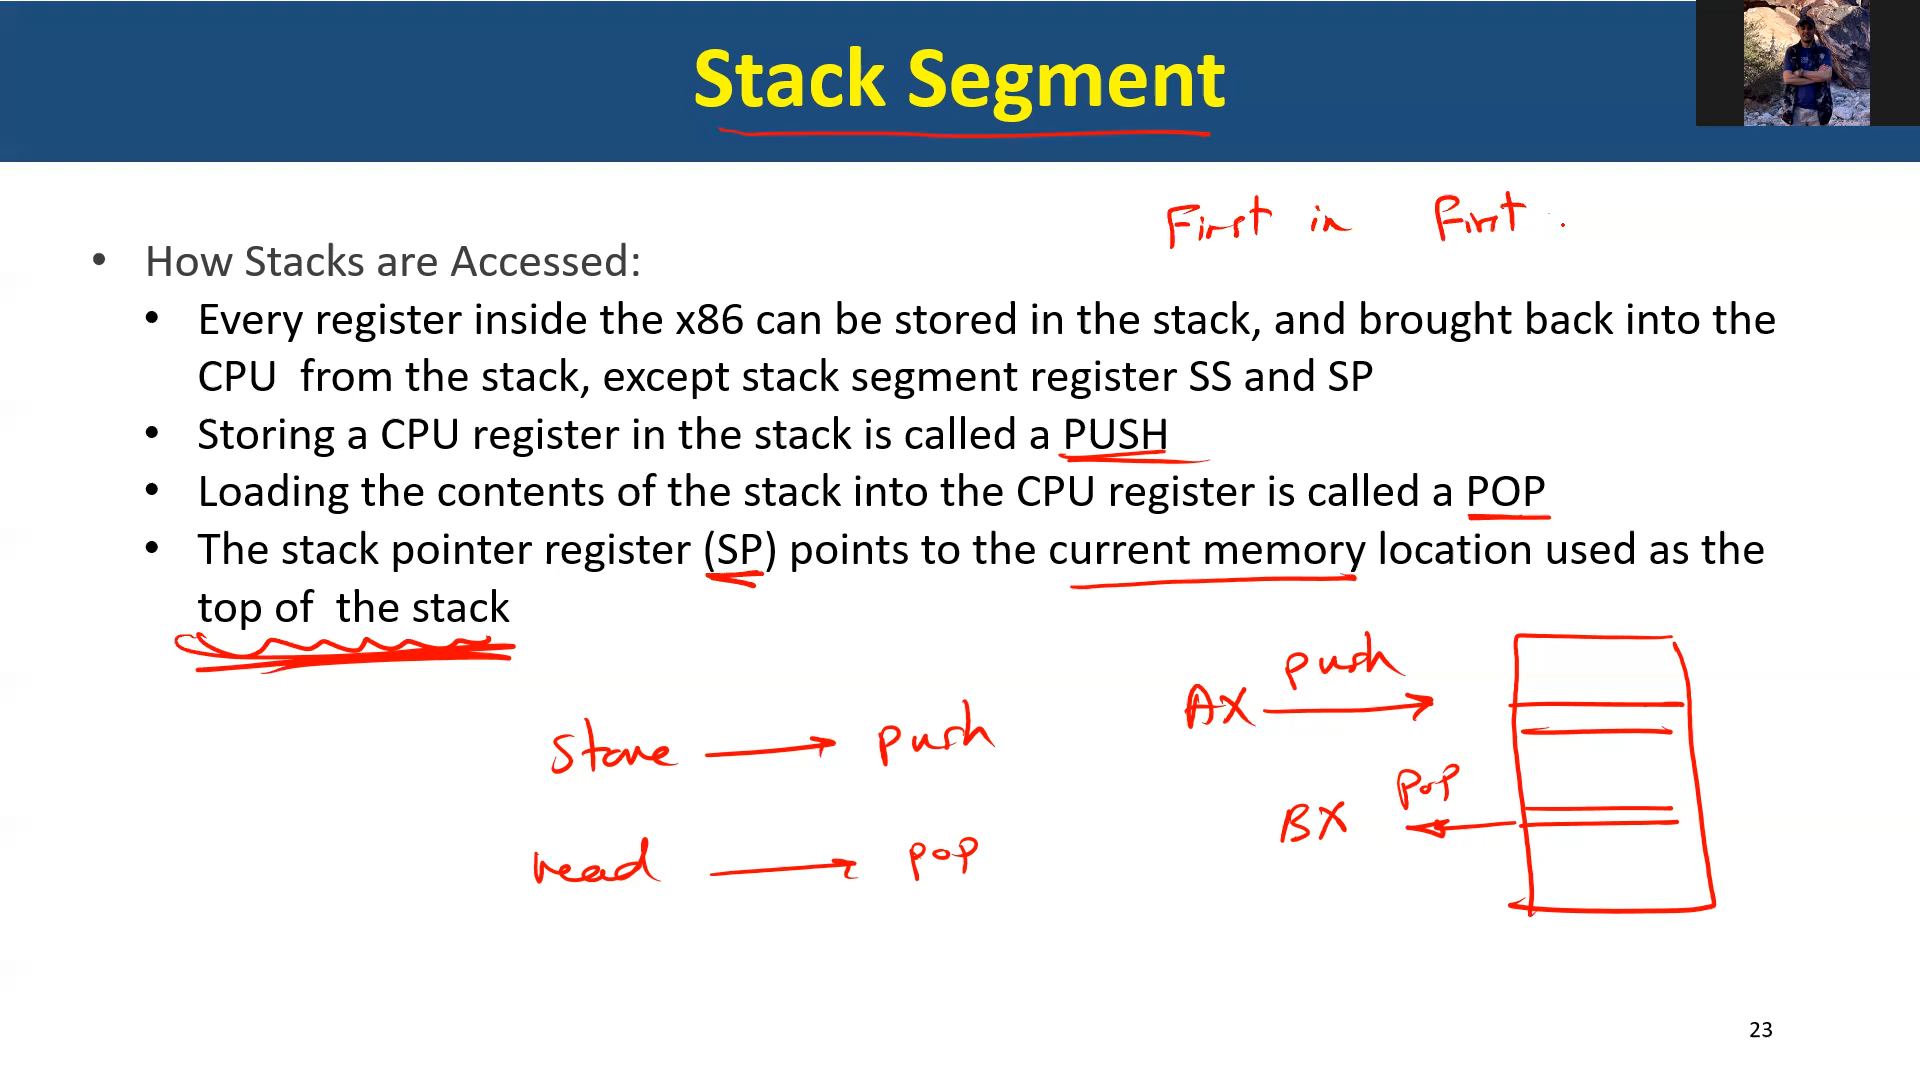 Stack Segment
First in First
• How Stacks are Accessed:
• Every register inside the x86 can be stored in the stack, and brought back into the
CPU from the stack, except stack segment register SS and SP
• Storing a CPU register in the stack is called a PUSH
• Loading the contents of the stack into the CPU register is called a POP
• The stack pointer register (SP) points to the current memory location used as the
top of the stack
AX push
store push
BX pop
read pop
23